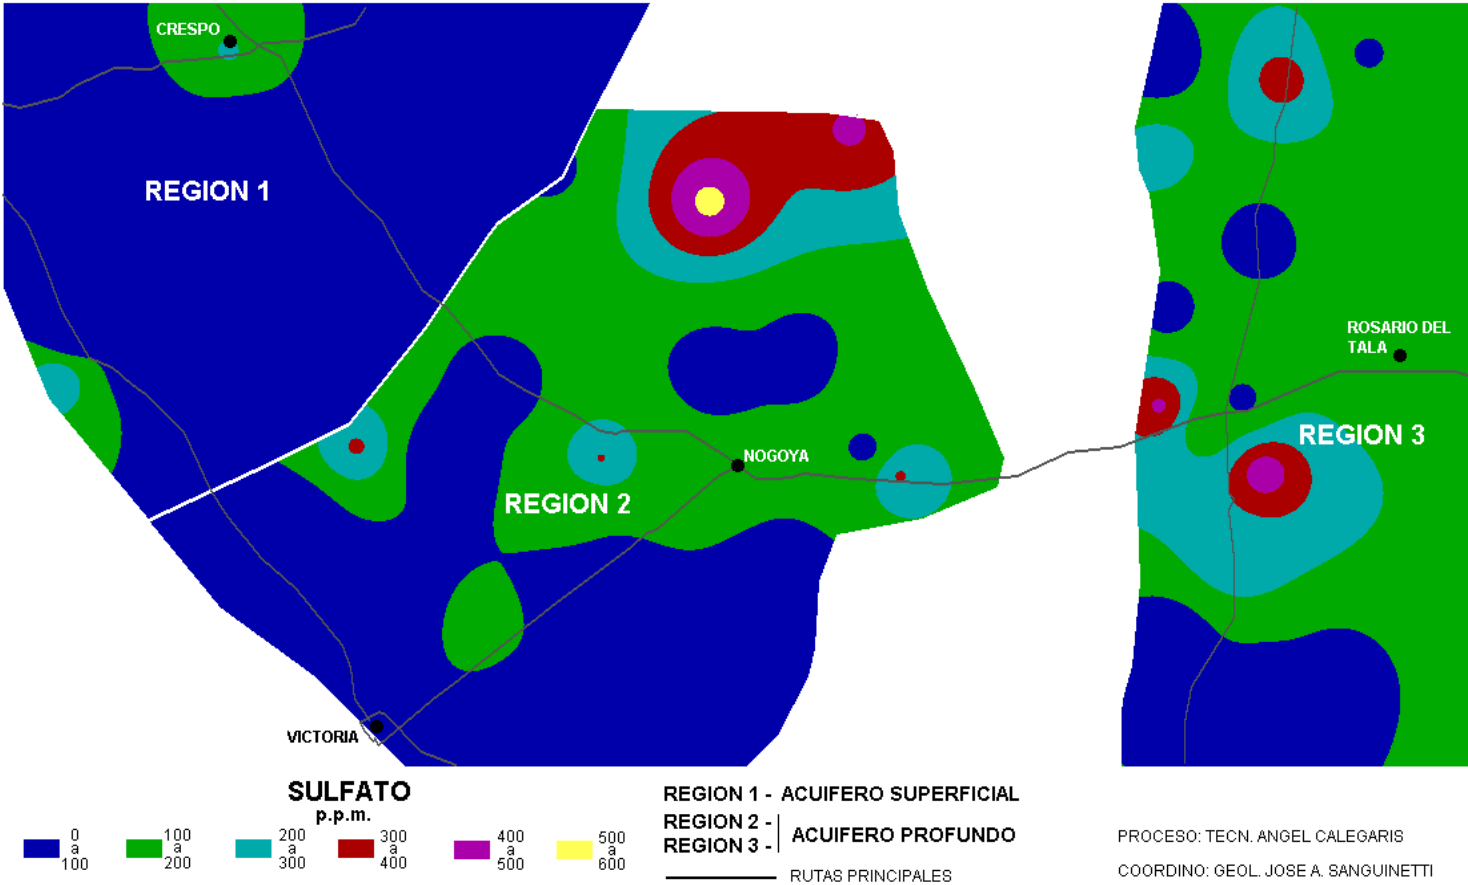 CRESPO
REGION 1
ROSARIO DEL
TALA
REGION 3
NOGOYA
REGION 2
VICTORIA
SULFATO
p.p.m.
0
a
100
100
a
200
200
a
300
300
a
400
400
a
500
500
a
600
REGION 1 - ACUIFERO SUPERFICIAL
REGION 2 -
REGION 3 -
ACUIFERO PROFUNDO
RUTAS PRINCIPALES
PROCESO: TECN. ANGEL CALEGARIS
COORDINO: GEOL. JOSE A. SANGUINETTI